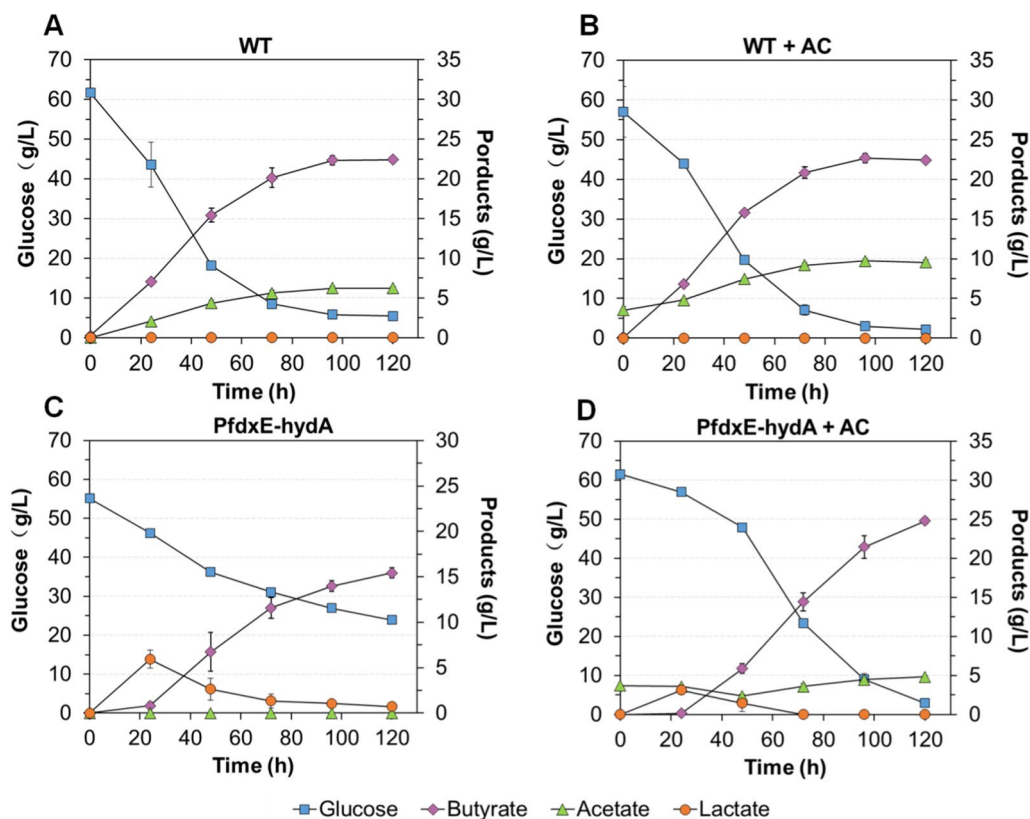 A
WT
70
60
50
40
30
20
10
0
Glucose（g/L)
35
30
25
20
15
10
5
0
Porducts (g/L)
0 20 40 60 80 100 120
Time (h)
B
WT + AC
70
60
50
40
30
20
10
0
Glucose（g/L)
35
30
25
20
15
10
5
0
Porducts (g/L)
0 20 40 60 80 100 120
Time (h)
C
PfdxE-hydA
70
60
50
40
30
20
10
0
Glucose（g/L)
30
25
20
15
10
5
0
Products (g/L)
0 20 40 60 80 100 120
Time (h)
D
PfdxE-hydA + AC
70
60
50
40
30
20
10
0
Glucose（g/L)
35
30
25
20
15
10
5
0
Porducts (g/L)
0 20 40 60 80 100 120
Time (h)
Glucose Butyrate Acetate Lactate